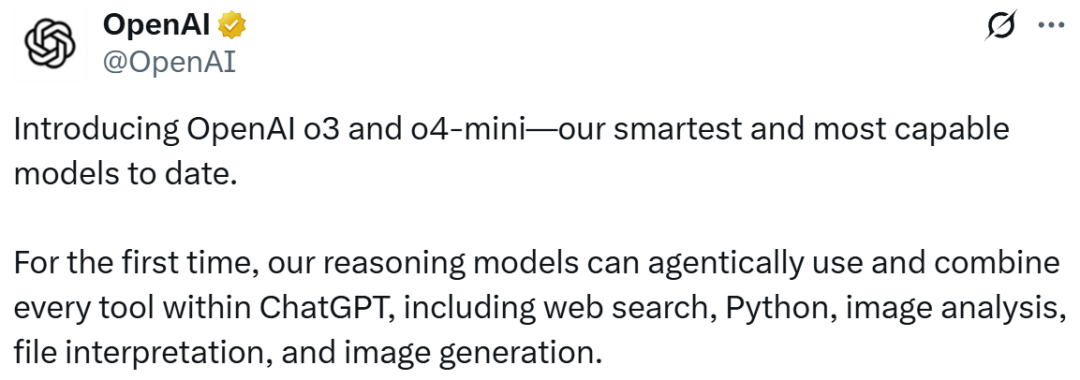 OpenAI
@OpenAI
Introducing OpenAI o3 and o4-mini—our smartest and most capable
models to date.
For the first time, our reasoning models can agentically use and combine
every tool within ChatGPT, including web search, Python, image analysis,
file interpretation, and image generation.